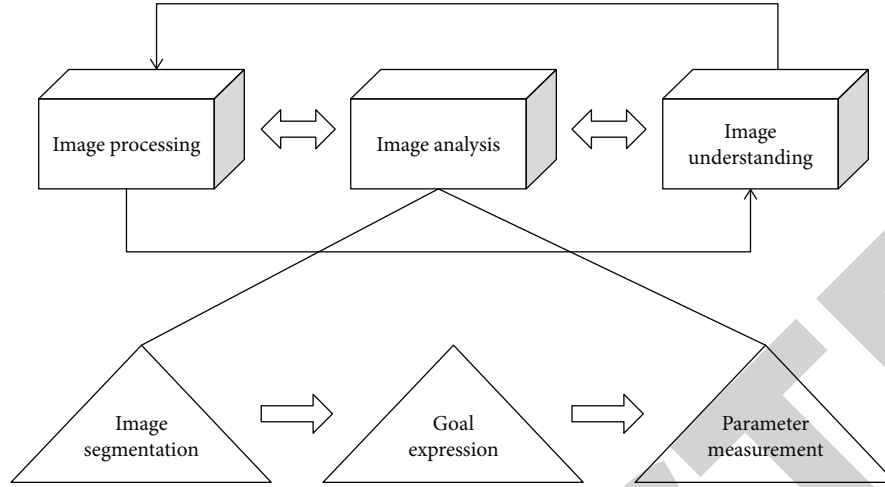 Image processing
Image analysis
Image
understanding
Image
segmentation
Goal
expression
Parameter
measurement